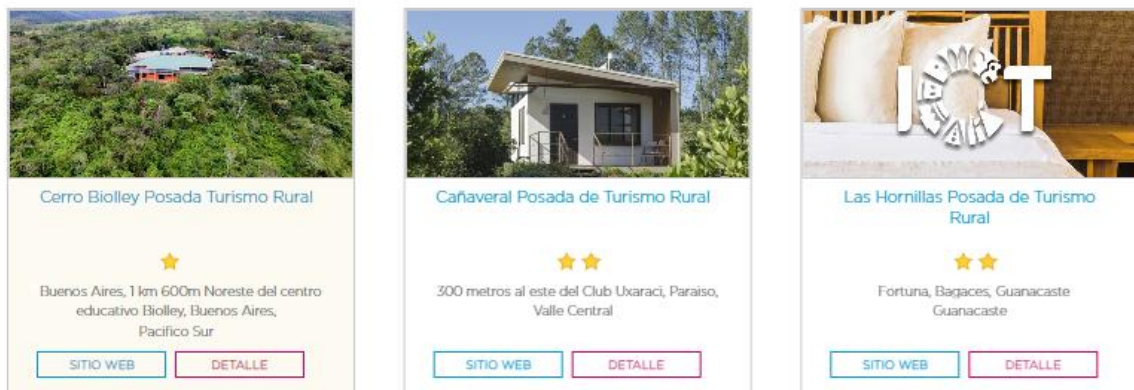 ICT
Cerro Biolley Posada Turismo Rural
Buenos Aires, 1 km 600m Noreste del centro
educativo Biolley, Buenos Aires,
Pacifico Sur
SITIO WEB
DETALLE
Cañaveral Posada de Turismo Rural
300 metros al este del Club Uxaraci, Paraiso,
Valle Central
SITIO WEB
DETALLE
Las Hornillas Posada de Turismo
Rural
Fortuna, Bagaces, Guanacaste
Guanacaste
SITIO WEB
DETALLE